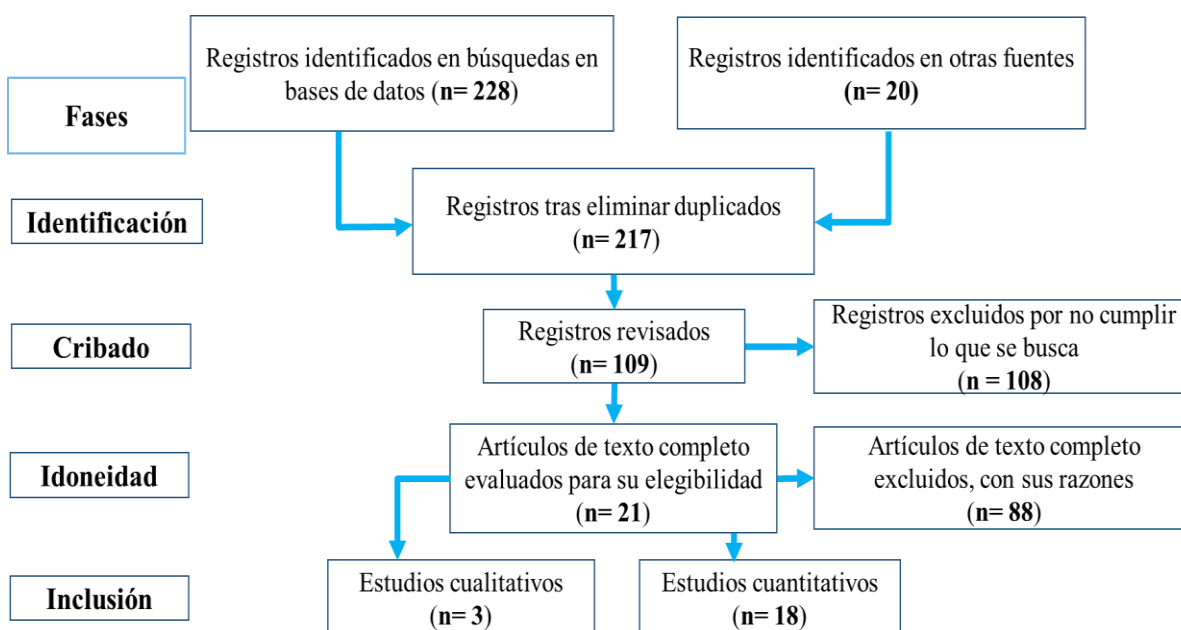 Registros identificados en búsquedas en
bases de datos (n= 228)
Registros identificados en otras fuentes
(n= 20)
Fases
Registros tras eliminar duplicados
(n= 217)
Identificación
Registros revisados
(n= 109)
Registros excluidos por no cumplir
lo que se busca
(n = 108)
Cribado
Artículos de texto completo
evaluados para su elegibilidad
(n= 21)
Artículos de texto completo
excluidos, con sus razones
(n= 88)
Idoneidad
Estudios cualitativos
(n= 3)
Estudios cuantitativos
(n= 18)
Inclusión